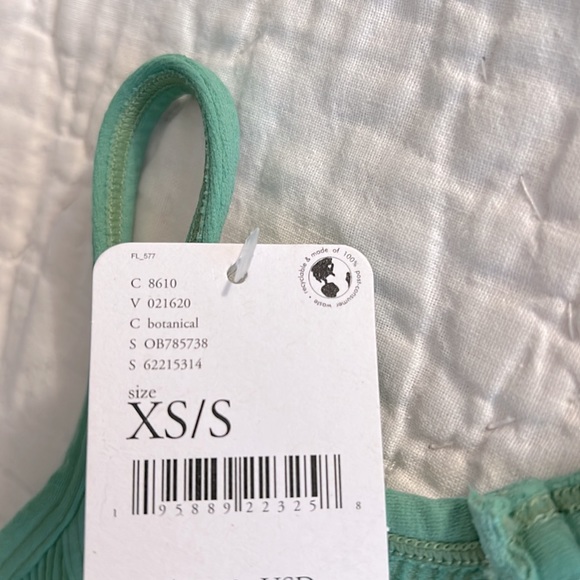 FL_577
recyclable & made of 100% post-consumer waste •
C 8610
V 021620
C botanical
S OB785738
S 62215314
size
XS/S
1 95889 22325 8
USD